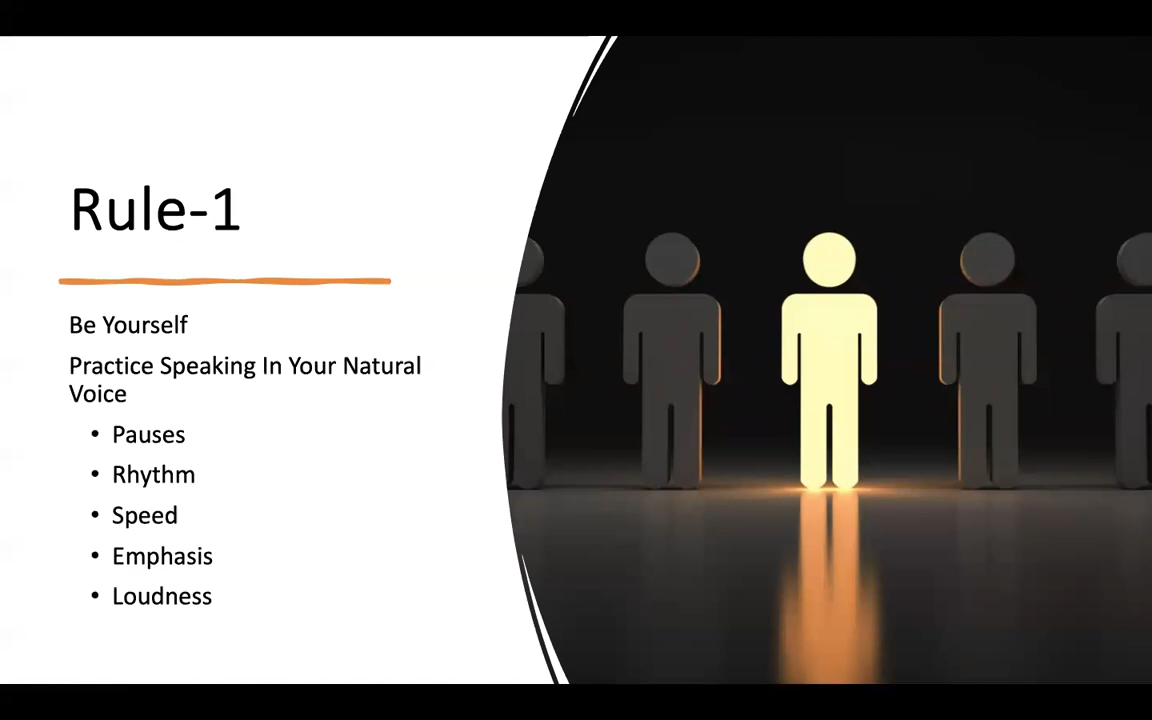 Rule-1
Be Yourself
Practice Speaking In Your Natural
Voice
• Pauses
• Rhythm
• Speed
• Emphasis
• Loudness